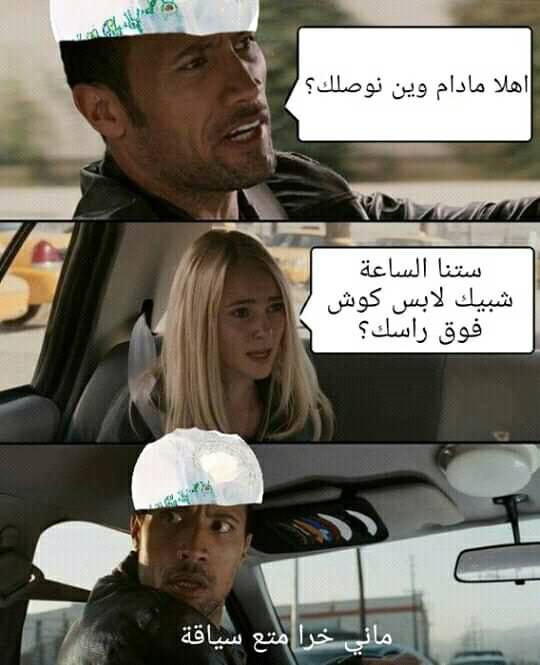 اهلا مادام وين نوصلك؟
ستنا الساعة
شبيك لابس كوش
فوق راسك؟
ماني خرا متع سياقة